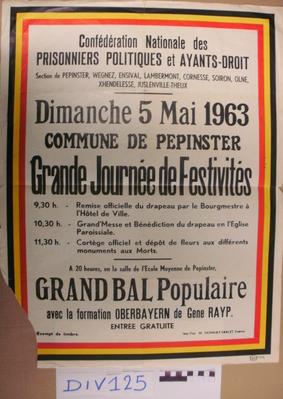 Confédération Nationale des
PRISONNIERS POLITIQUES et AYANTS-DROIT
Section de PEPINSTER, WEGNEZ, ENSIVAL, LAMBERMONT, CORNESSE, SOIRON, OLNE,
XHENDELESSE, JUSLENVILLE-THEUX
Dimanche 5 Mai 1963
COMMUNE DE PEPINSTER
Grande Journée de Festivités
9,30 h. - Remise officielle du drapeau par le Bourgmestre à
l'Hôtel de Ville.
10,30 h. - Grand'Messe et Bénédiction du drapeau en l'Eglise
Paroissiale.
11,30 h. - Cortège officiel et dépôt de fleurs aux différents
monuments aux Morts.
A 20 heures, en la salle de l'Ecole Moyenne de Pepinster,
GRAND BAL Populaire
avec la formation OBERBAYERN de Gene RAYP.
ENTREE GRATUITE
Exempt de timbre.
DIV125